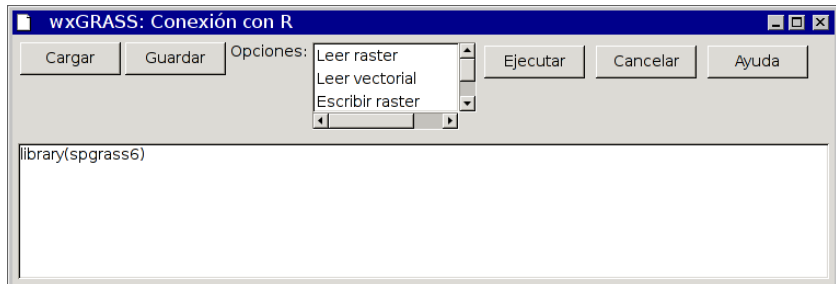 wxGRASS: Conexión con R
Cargar
Guardar
Opciones:
Leer raster
Leer vectorial
Escribir raster
Ejecutar
Cancelar
Ayuda
library(spgrass6)